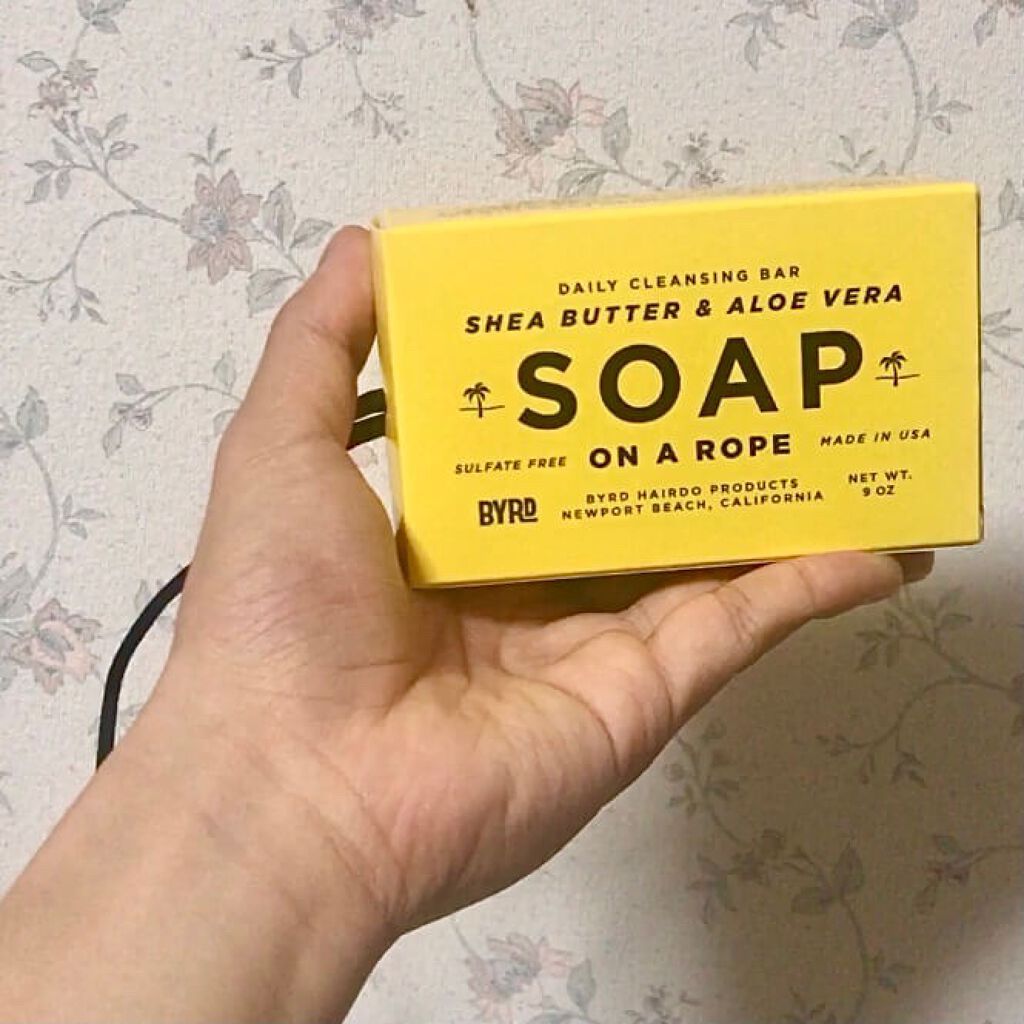 DAILY CLEANSING BAR
SHEA BUTTER & ALOE VERA
SOAP
SULFATE FREE ON A ROPE MADE IN USA
BYRD
BYRD HAIRDO PRODUCTS
NEWPORT BEACH, CALIFORNIA
NET WT.
9 OZ